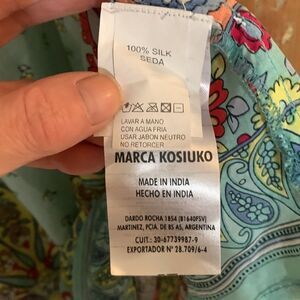 100% SILK
SEDA
LAVAR A MANO
CON AGUA FRIA
USAR JABON NEUTRO
NO RETORCER
MARCA KOSIUKO
MADE IN INDIA
HECHO EN INDIA
DARDO ROCHA 1854 (B1640FSV)
MARTINEZ, PCIA. DE BS AS, ARGENTINA
CUIT.: 30-67739987-9
EXPORTADOR N° 28.709/6-4